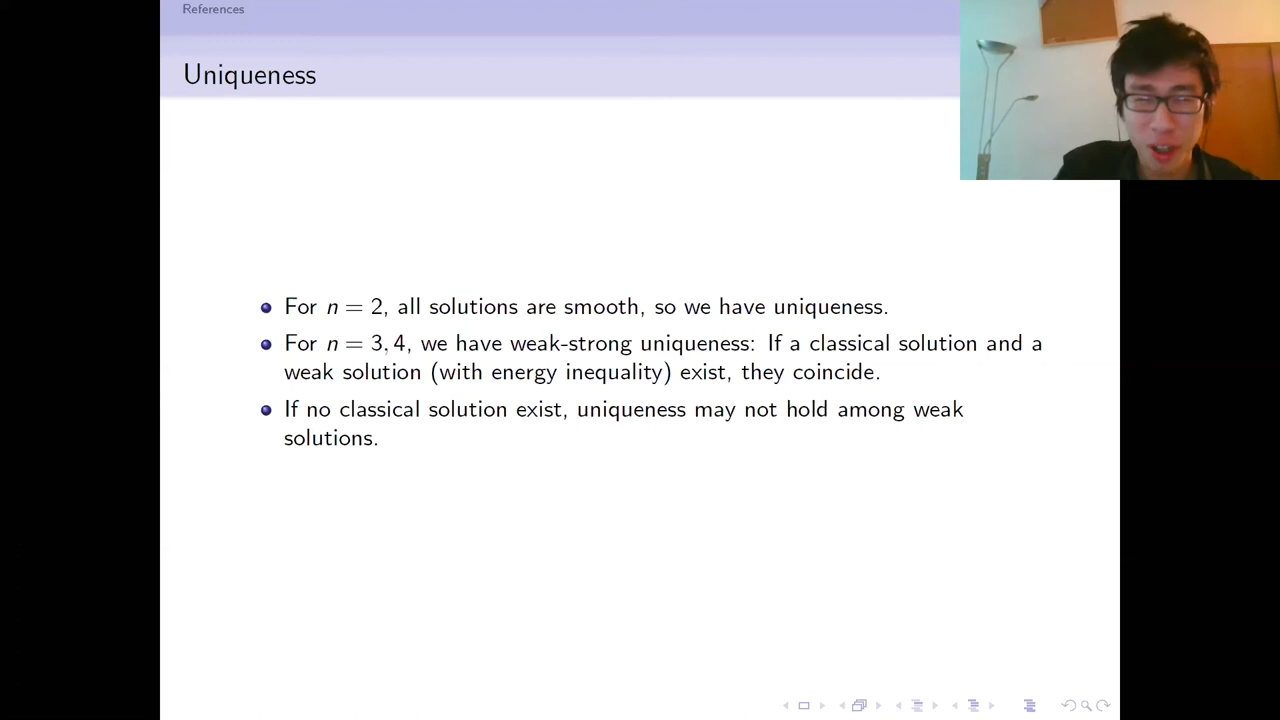 References
Uniqueness
For n = 2, all solutions are smooth, so we have uniqueness.
For n = 3, 4, we have weak-strong uniqueness: If a classical solution and a
weak solution (with energy inequality) exist, they coincide.
If no classical solution exist, uniqueness may not hold among weak
solutions.